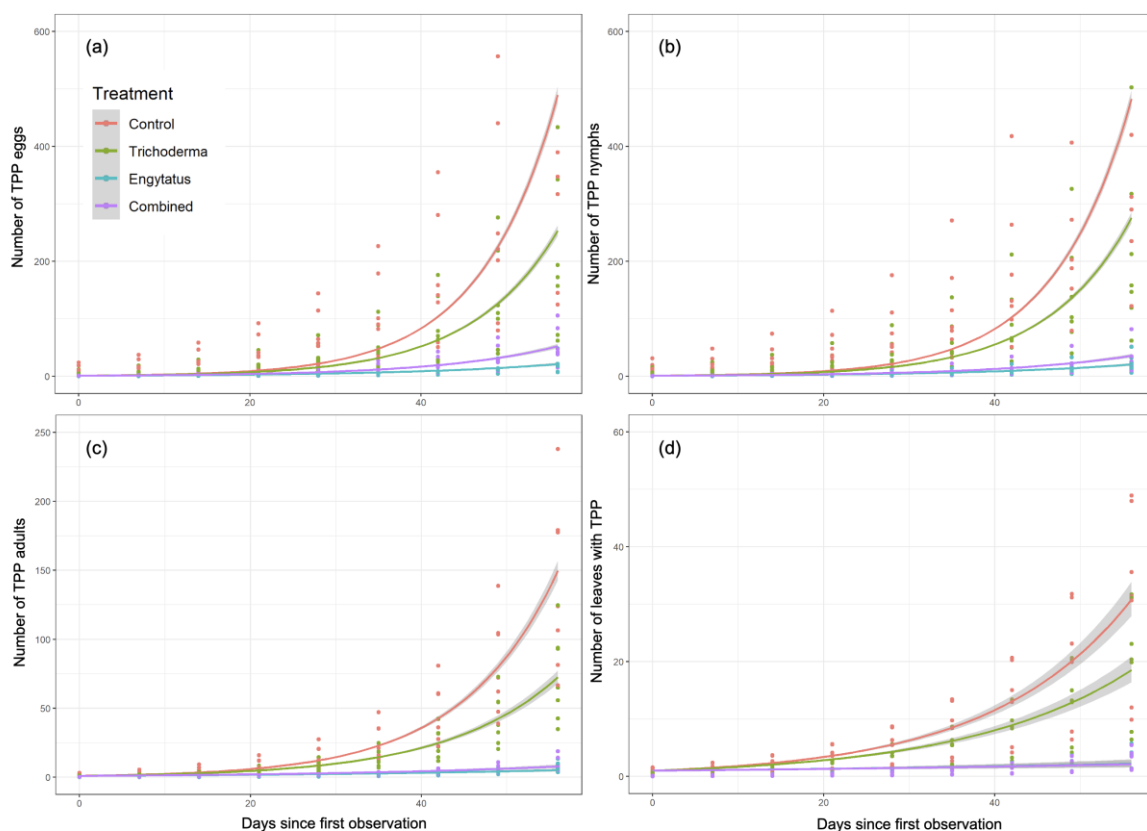 (a)
Treatment
Control
Trichoderma
Engytatus
Combined
Number of TPP eggs
600
400
200
0
0
20
40
(b)
Number of TPP nymphs
600
400
200
0
0
20
40
(c)
Number of TPP adults
250
200
150
100
50
0
0
20
40
Days since first observation
(d)
Number of leaves with TPP
60
40
20
0
0
20
40
Days since first observation